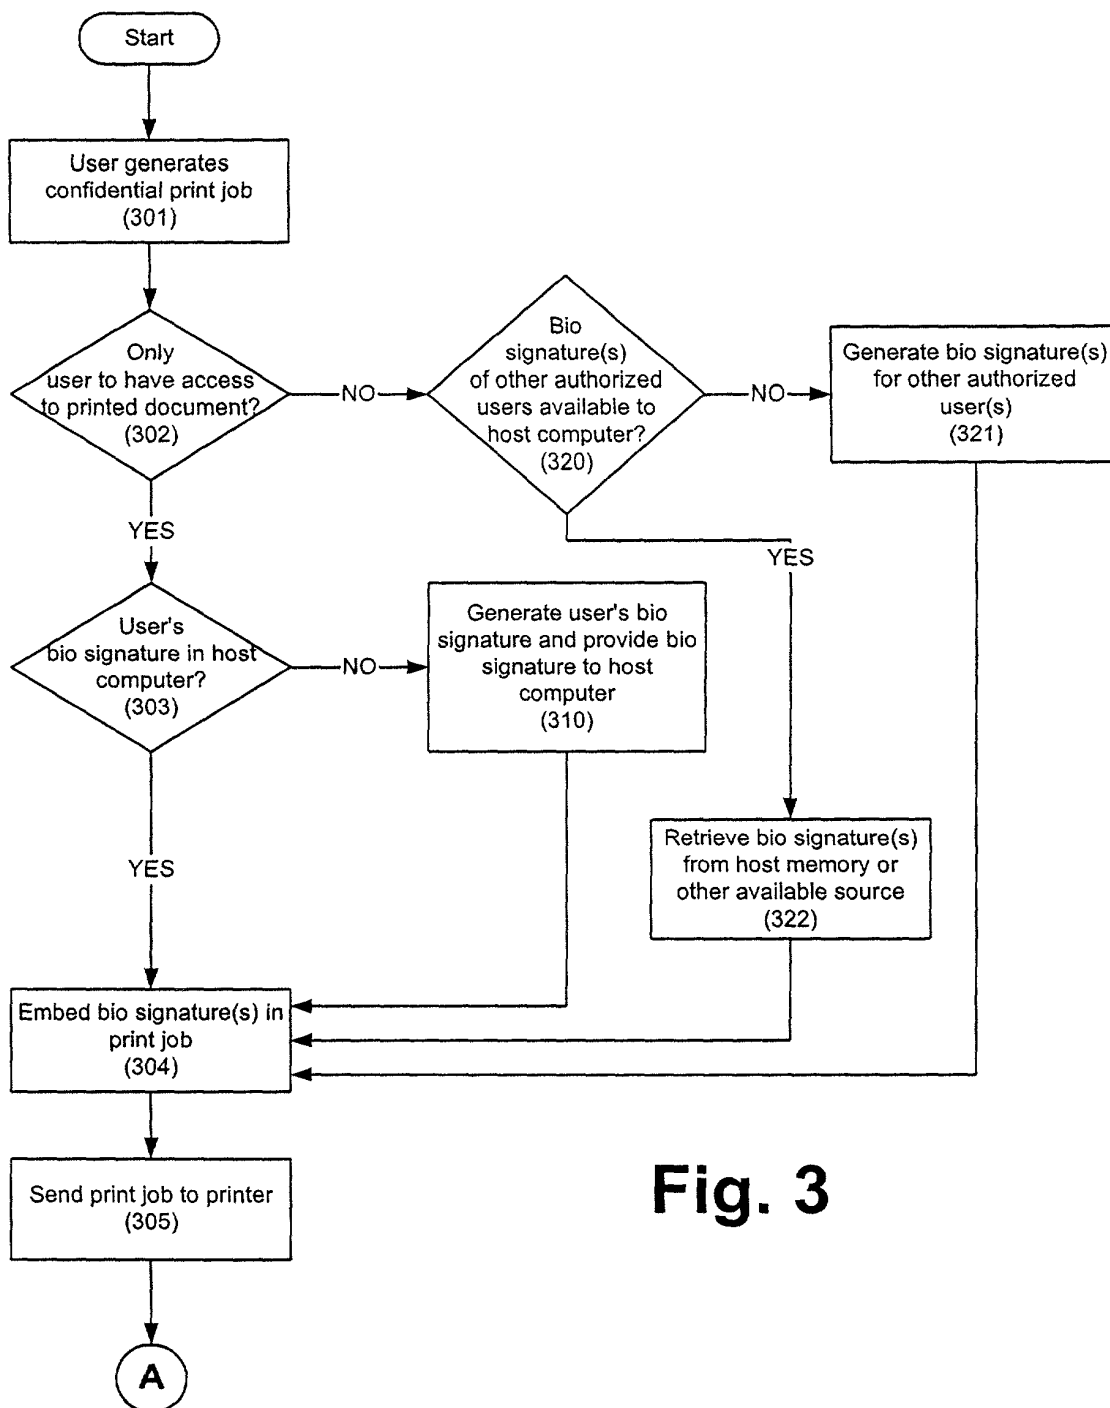 Start
User generates
confidential print job
(301)
Only
user to have access
to printed document?
(302)
NO
Bio
signature(s)
of other authorized
users available to
host computer?
(320)
NO
Generate bio signature(s)
for other authorized
user(s)
(321)
YES
YES
User's
bio signature in host
computer?
(303)
NO
Generate user's bio
signature and provide bio
signature to host
computer
(310)
YES
Retrieve bio signature(s)
from host memory or
other available source
(322)
Embed bio signature(s) in
print job
(304)
Send print job to printer
(305)
Fig. 3
A